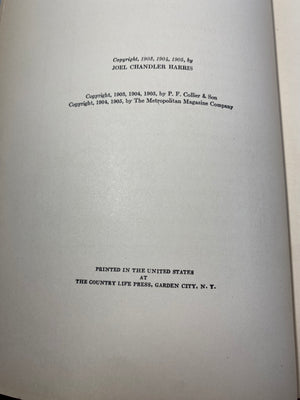 Copyright, 1903, 1904, 1905, by
JOEL CHANDLER HARRIS
Copyright, 1903, 1904, 1905, by P. F. Collier & Son
Copyright, 1904, 1905, by The Metropolitan Magazine Company
PRINTED IN THE UNITED STATES
AT
THE COUNTRY LIFE PRESS, GARDEN CITY, N. Y.